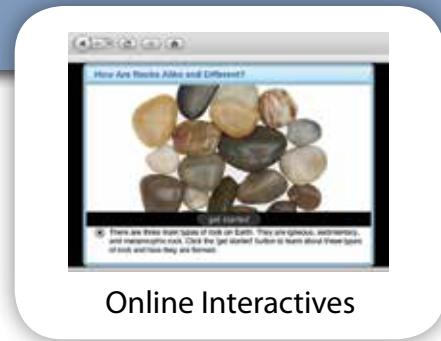 How Are Rocks Alike and Different?
get started
There are three main types of rock on Earth. They are igneous, sedimentary,
and metamorphic rock. Click the 'get started' button to learn about these types
of rock and how they are formed.
Online Interactives